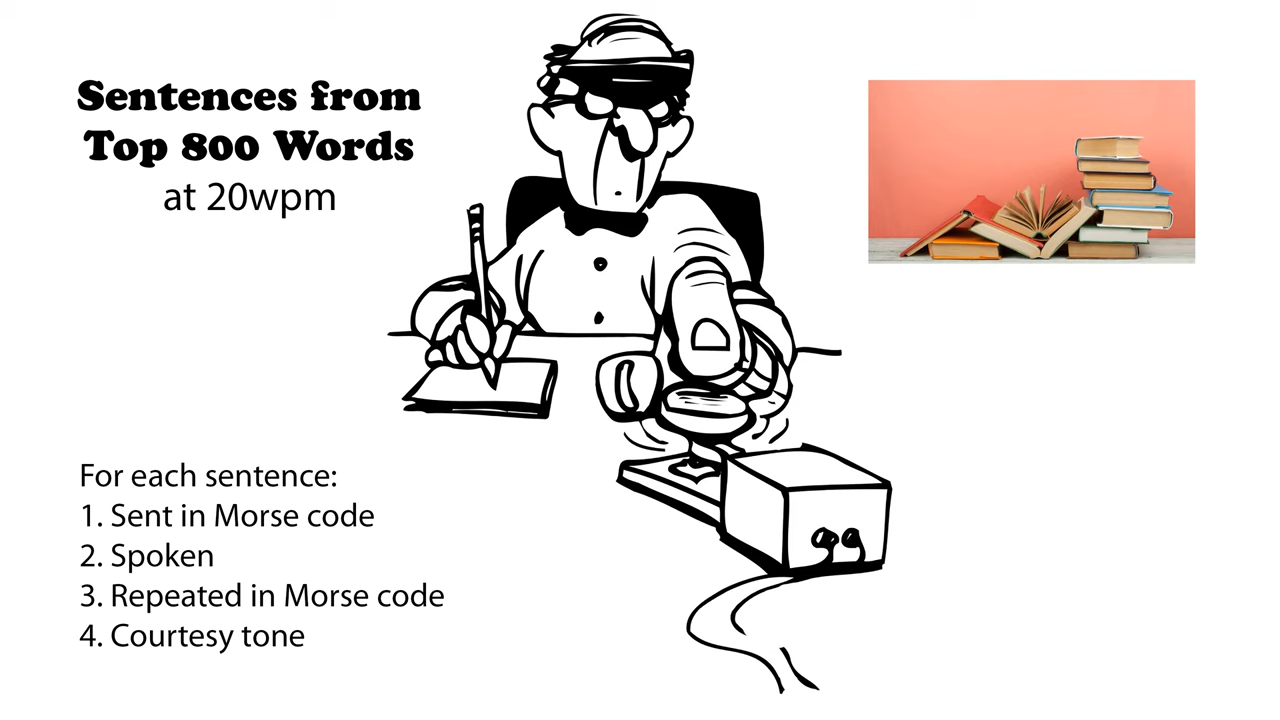 Sentences from
Top 800 Words
at 20wpm
For each sentence:
1. Sent in Morse code
2. Spoken
3. Repeated in Morse code
4. Courtesy tone